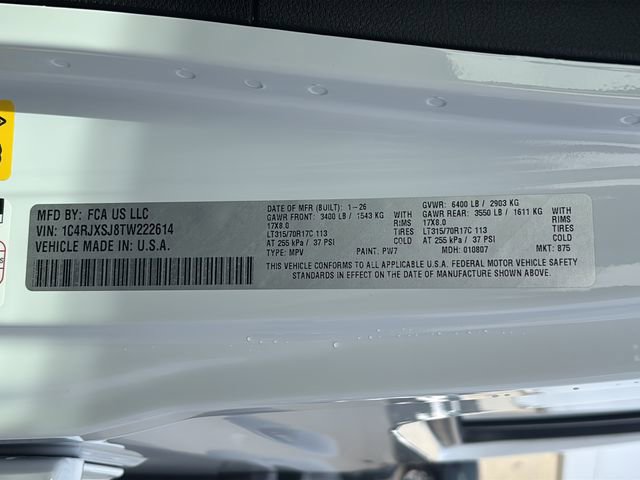 MFD BY: FCA US LLC
VIN: 1C4RJXSJ8TW222614
VEHICLE MADE IN U.S.A.
DATE OF MFR (BUILT): 1-26
GAWR FRONT: 3400 LB / 1543 KG
17X8.0 RIMS
LT315/70R17C 113 TIRES
AT 255 kPa / 37 PSI COLD
TYPE: MPV PAINT: PW7
GVWR: 6400 LB / 2903 KG
GAWR REAR: 3550 LB / 1611 KG
17X8.0 RIMS
LT315/70R17C 113 TIRES
AT 255 kPa / 37 PSI COLD
MDH: 010807 MKT: 875
THIS VEHICLE CONFORMS TO ALL APPLICABLE U.S.A. FEDERAL MOTOR VEHICLE SAFETY
STANDARDS IN EFFECT ON THE DATE OF MANUFACTURE SHOWN ABOVE.